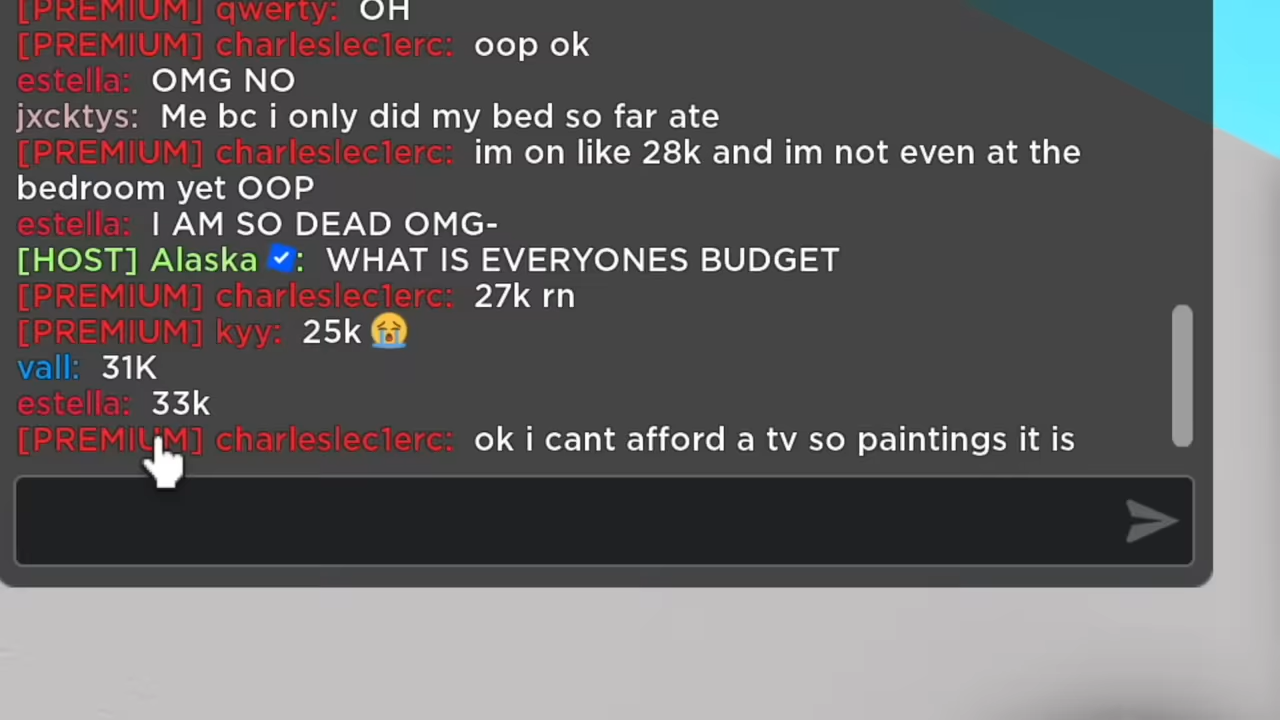 [PREMIUM] qwerty: OH
[PREMIUM] charleslec1erc: oop ok
estella: OMG NO
jxcktys: Me bc i only did my bed so far ate
[PREMIUM] charleslec1erc: im on like 28k and im not even at the
bedroom yet OOP
estella: I AM SO DEAD OMG-
[HOST] Alaska : WHAT IS EVERYONES BUDGET
[PREMIUM] charleslec1erc: 27k rn
[PREMIUM] kyy: 25k 😭
vall: 31K
estella: 33k
[PREMIUM] charleslec1erc: ok i cant afford a tv so paintings it is